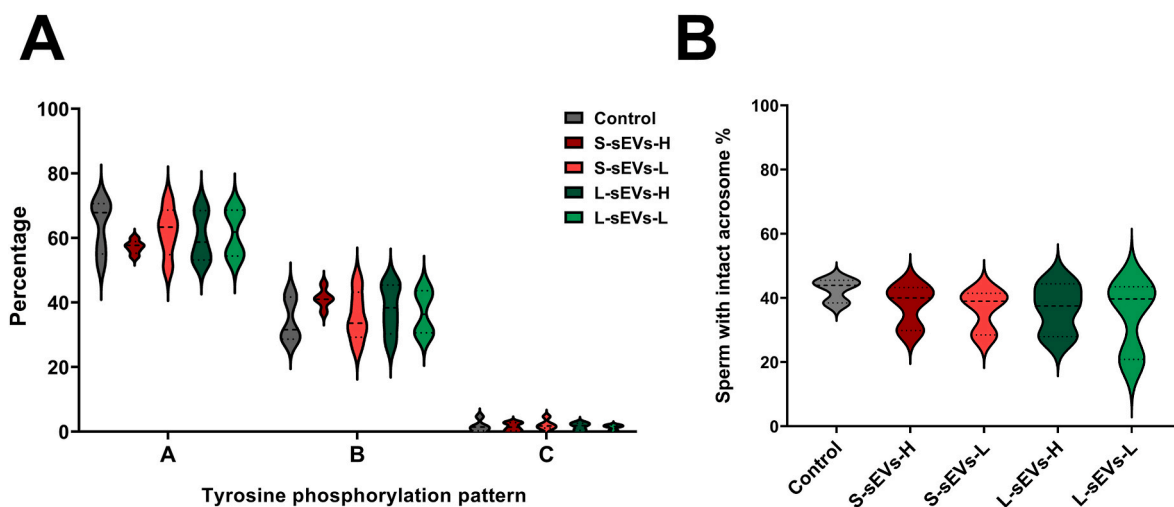 A
B
100
80
60
40
20
0
Percentage
A
B
C
Tyrosine phosphorylation pattern
Control
S-sEVs-H
S-sEVs-L
L-sEVs-H
L-sEVs-L
100
80
60
40
20
0
Sperm with intact acrosome %
Control
S-sEVs-H
S-sEVs-L
L-sEVs-H
L-sEVs-L